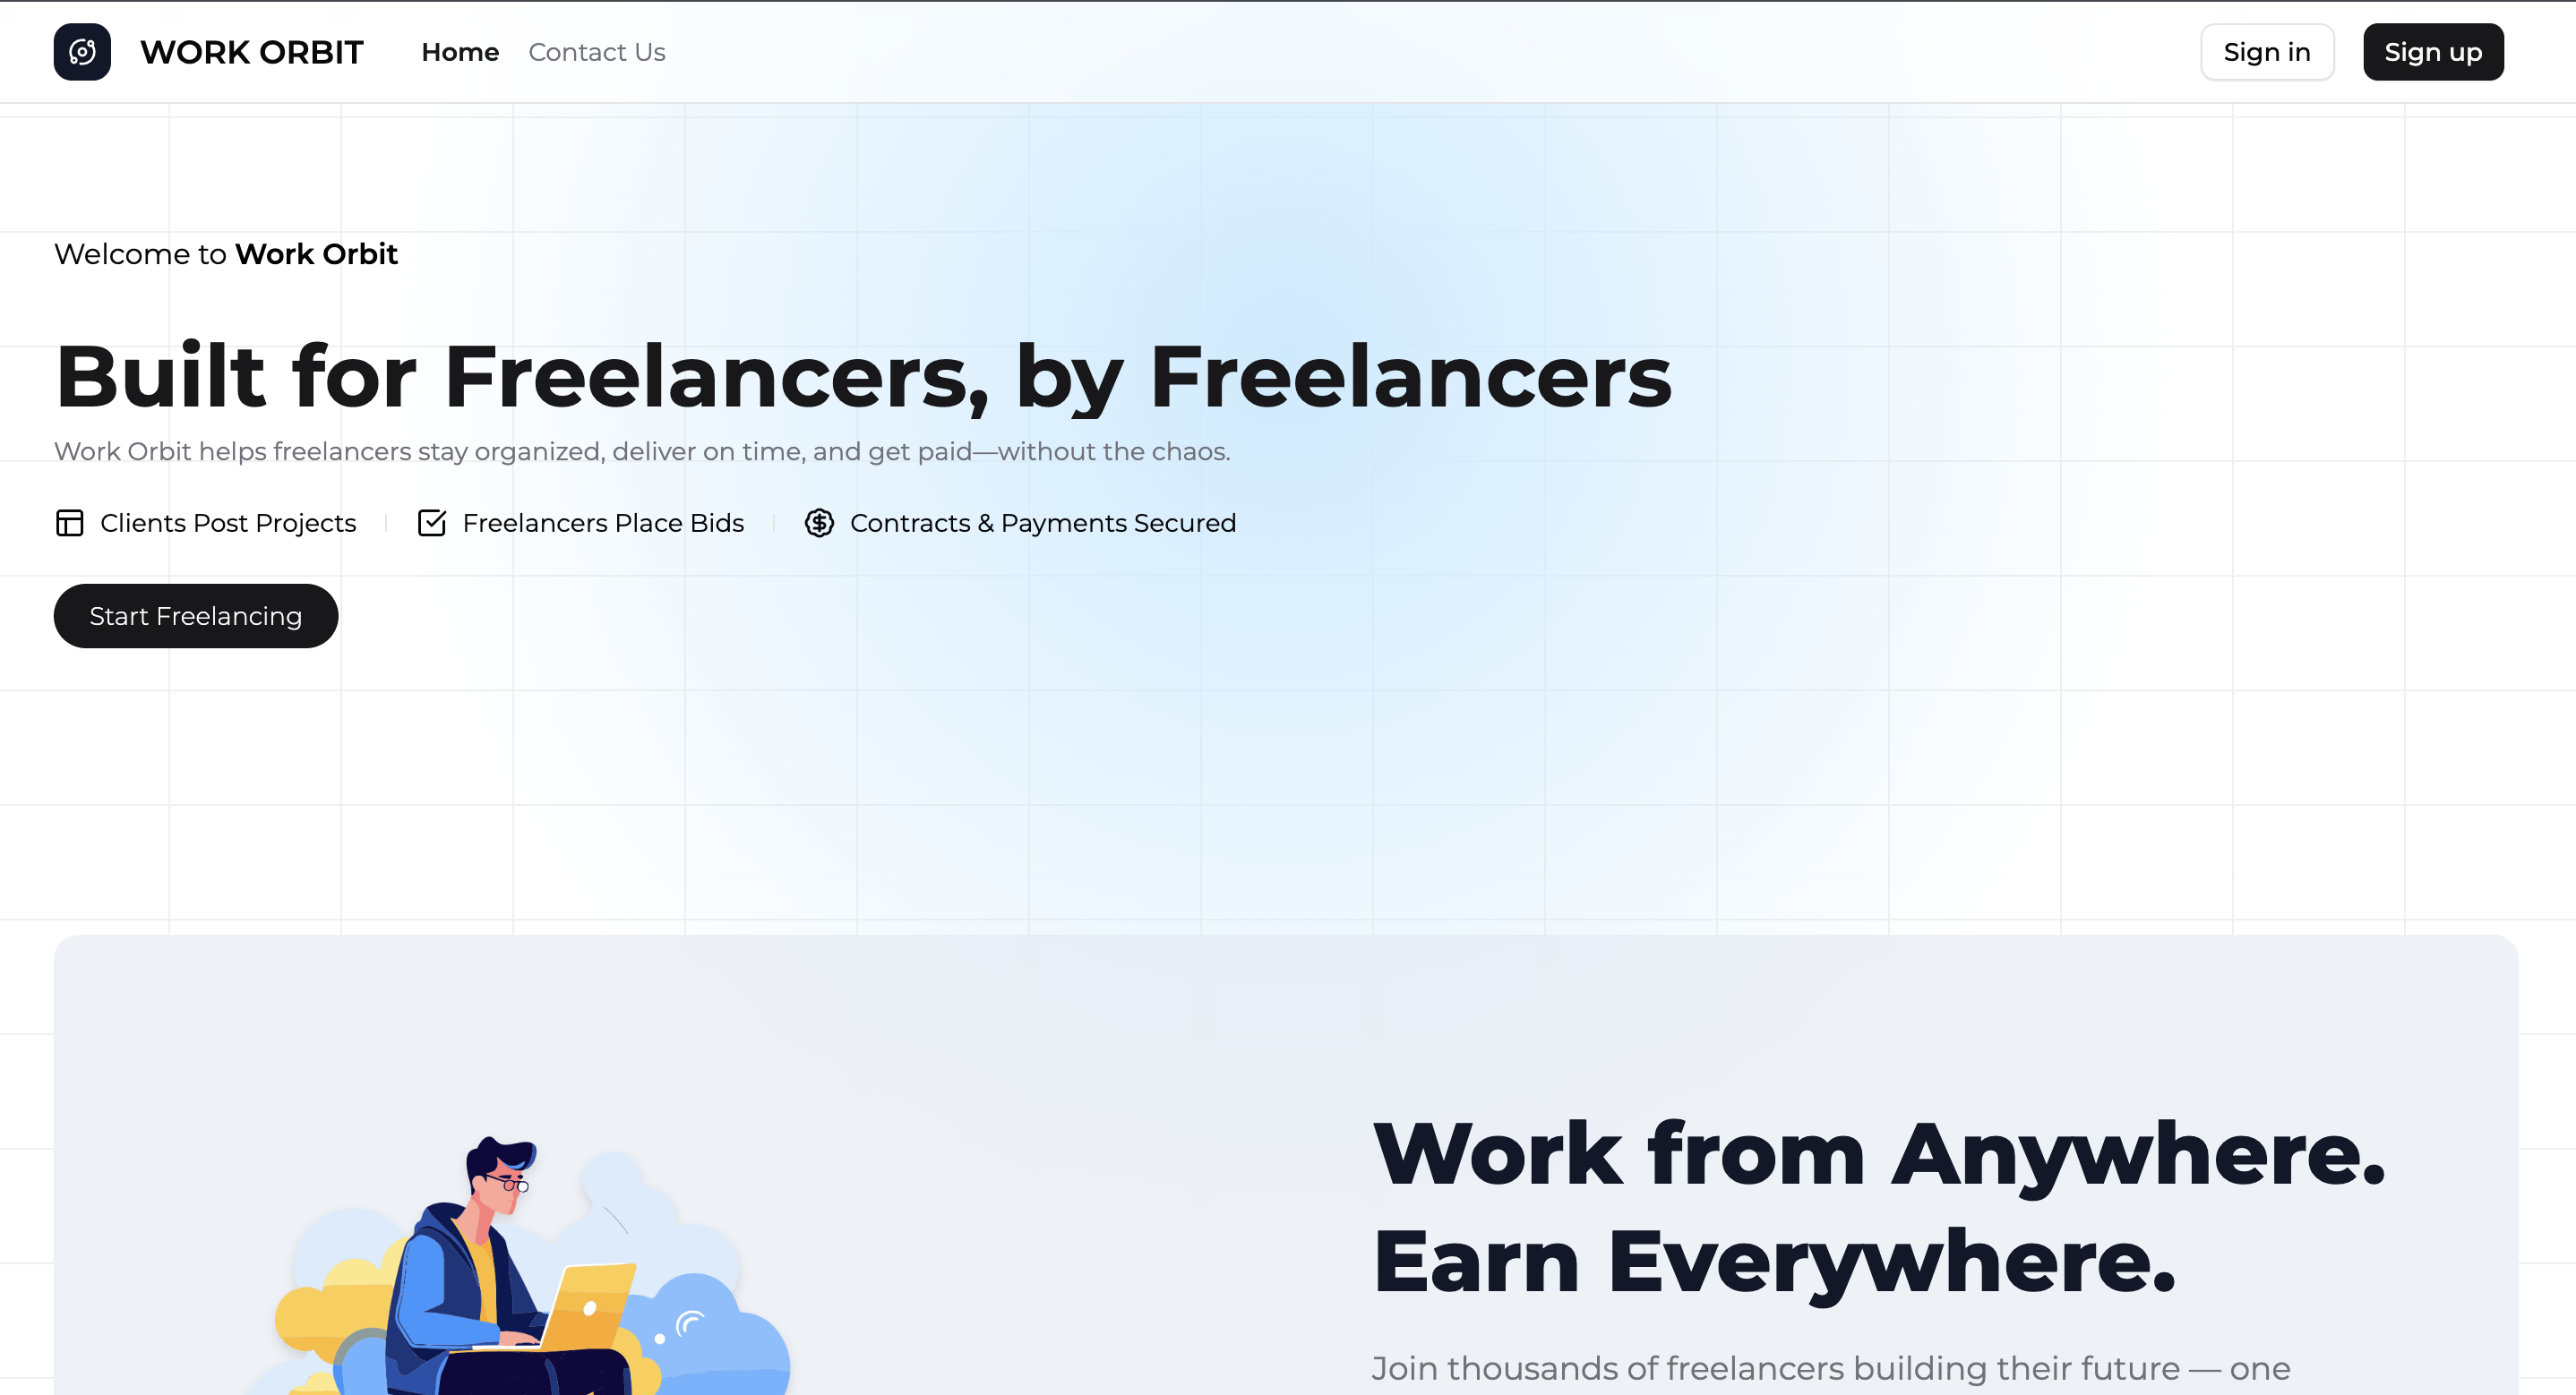 WORK ORBIT
Home
Contact Us
Sign in
Sign up
Welcome to Work Orbit
Built for Freelancers, by Freelancers
Work Orbit helps freelancers stay organized, deliver on time, and get paid—without the chaos.
Clients Post Projects
Freelancers Place Bids
Contracts & Payments Secured
Start Freelancing
Work from Anywhere.
Earn Everywhere.
Join thousands of freelancers building their future — one